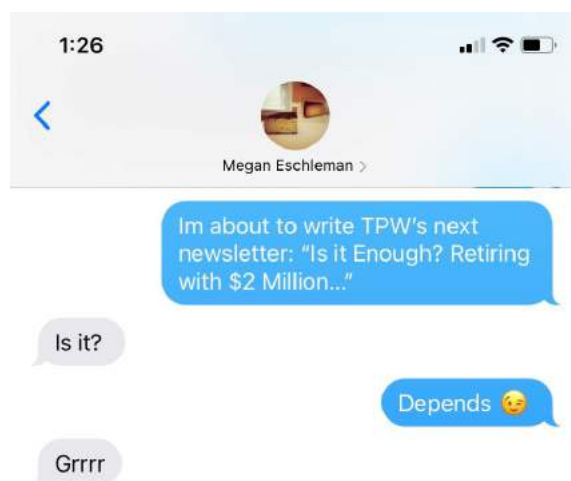 1:26
Megan Eschleman >
Im about to write TPW's next
newsletter: “Is it Enough? Retiring
with $2 Million...”
Is it?
Depends 😉
Grrrr